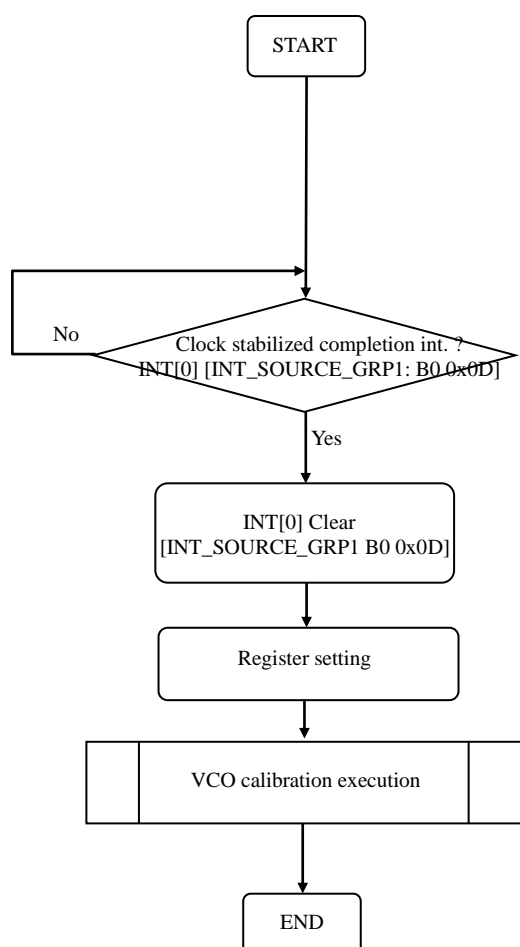 START
No
Clock stabilized completion int. ?
INT[0] [INT_SOURCE_GRP1: B0 0x0D]
Yes
INT[0] Clear
[INT_SOURCE_GRP1 B0 0x0D]
Register setting
VCO calibration execution
END